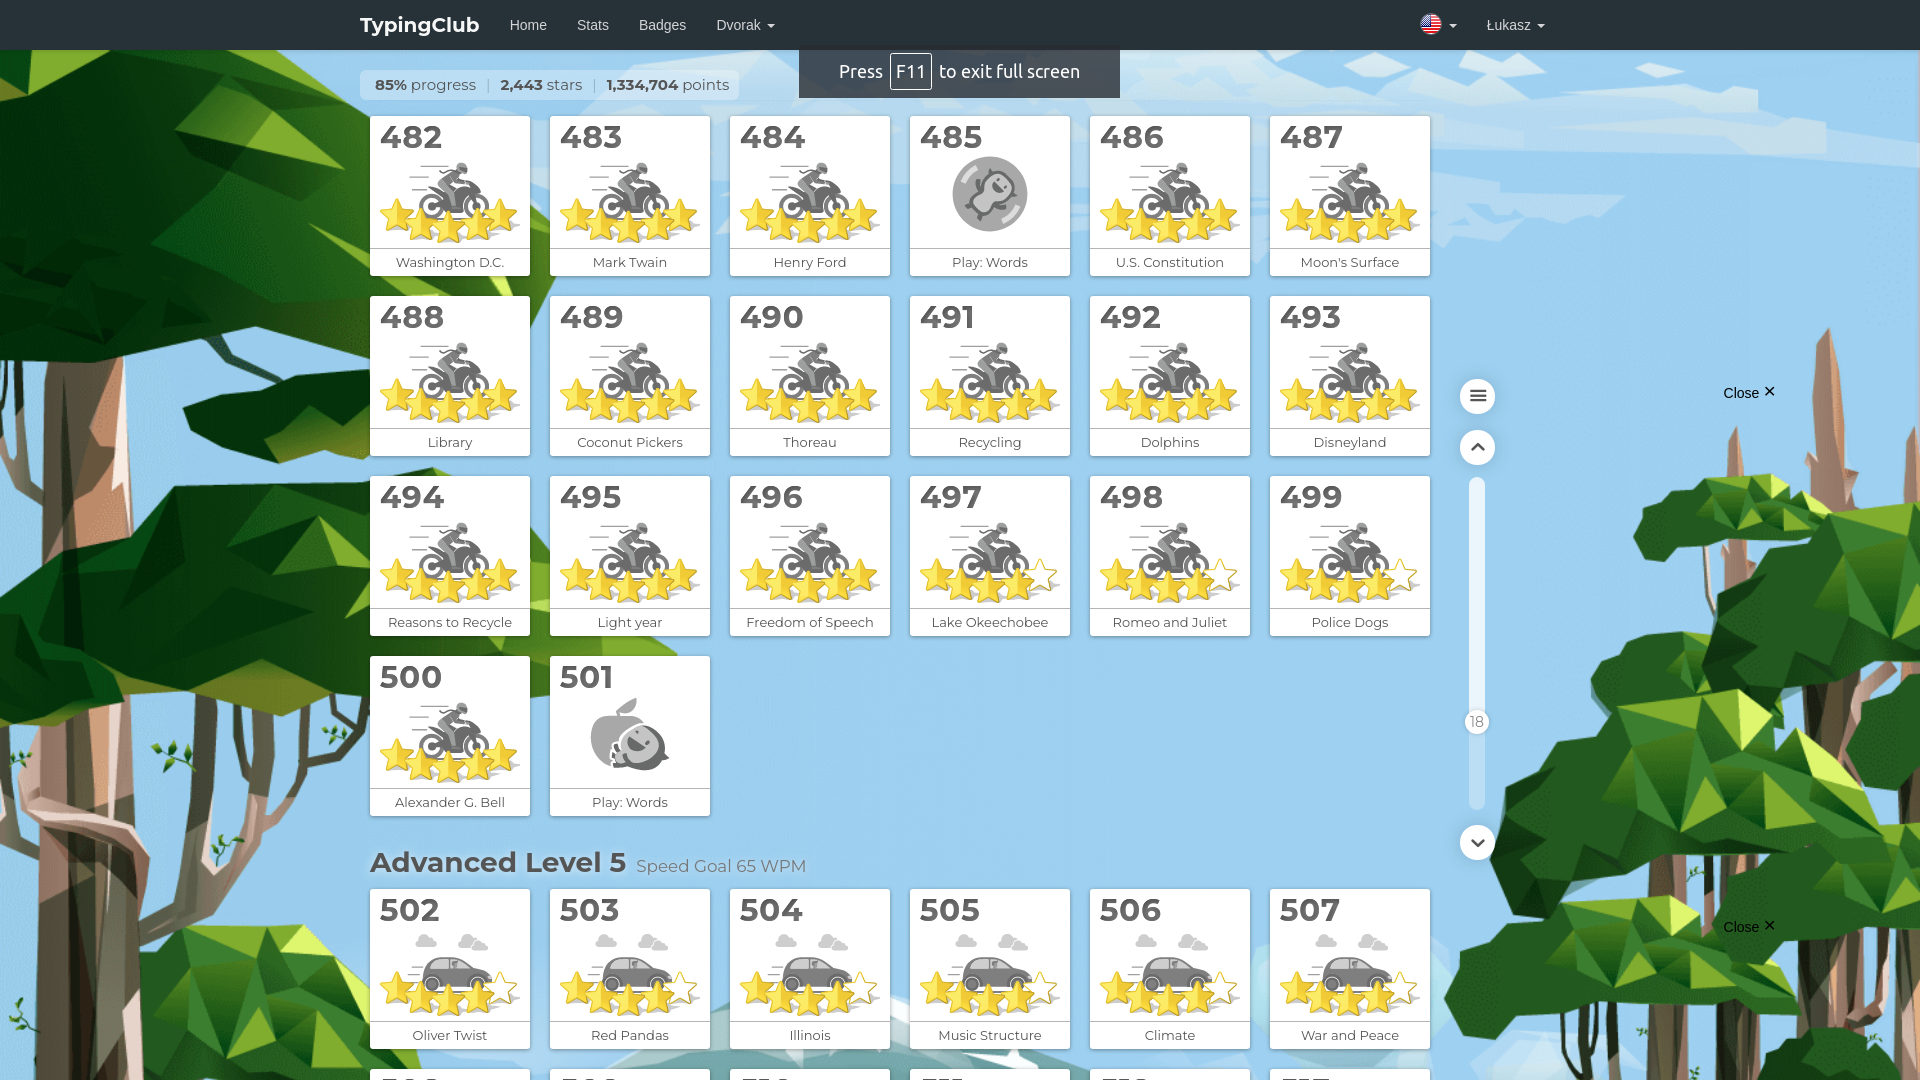 TypingClub Home Stats Badges Dvorak Łukasz
Press F11 to exit full screen
85% progress | 2,443 stars | 1,334,704 points
482 483 484 485 486 487
Washington D.C. Mark Twain Henry Ford Play: Words U.S. Constitution Moon's Surface
488 489 490 491 492 493
Close ✕
Library Coconut Pickers Thoreau Recycling Dolphins Disneyland
494 495 496 497 498 499
Reasons to Recycle Light year Freedom of Speech Lake Okeechobee Romeo and Juliet Police Dogs
500 501
18
Alexander G. Bell Play: Words
Advanced Level 5 Speed Goal 65 WPM
502 503 504 505 506 507
Close ✕
Oliver Twist Red Pandas Illinois Music Structure Climate War and Peace